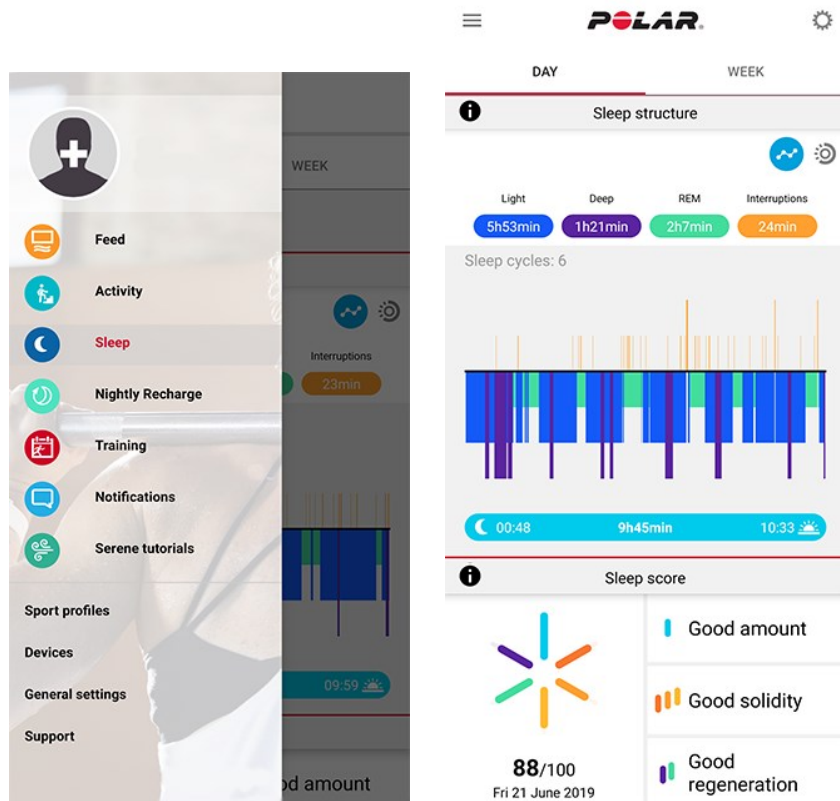 WEEK
Feed
Activity
Sleep
Interruptions
Nightly Recharge
23min
Training
Notifications
Serene tutorials
Sport profiles
Devices
09:59
General settings
Support
od amount
POLAR
DAY WEEK
Sleep structure
Light Deep REM Interruptions
5h53min 1h21min 2h7min 24min
Sleep cycles: 6
00:48 9h45min 10:33
Sleep score
Good amount
Good solidity
Good
regeneration
88/100
Fri 21 June 2019